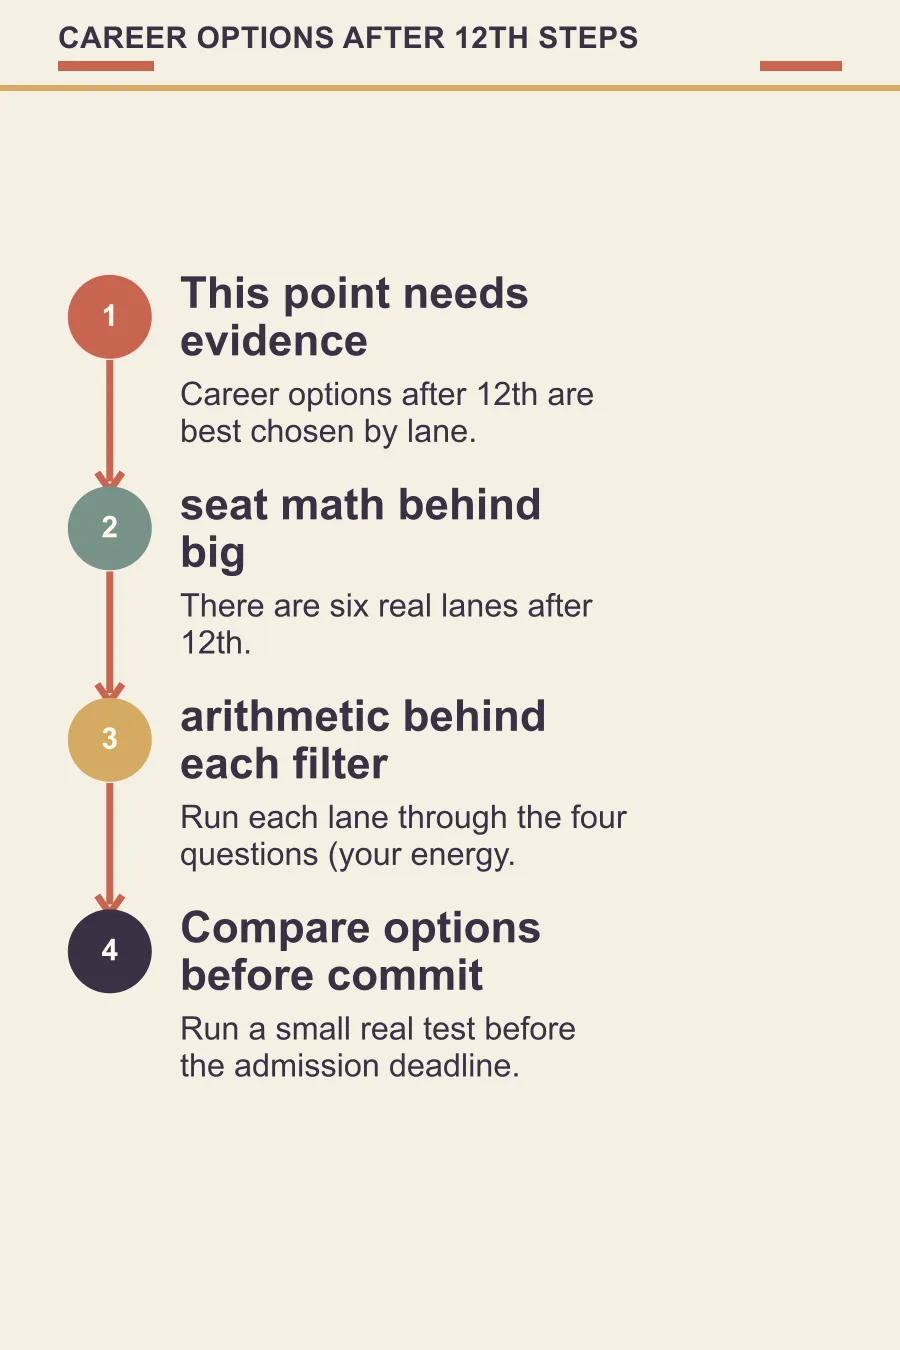 CAREER OPTIONS AFTER 12TH STEPS
1
This point needs
evidence
Career options after 12th are
best chosen by lane.
2
seat math behind
big
There are six real lanes after
12th.
3
arithmetic behind
each filter
Run each lane through the four
questions (your energy.
4
Compare options
before commit
Run a small real test before
the admission deadline.